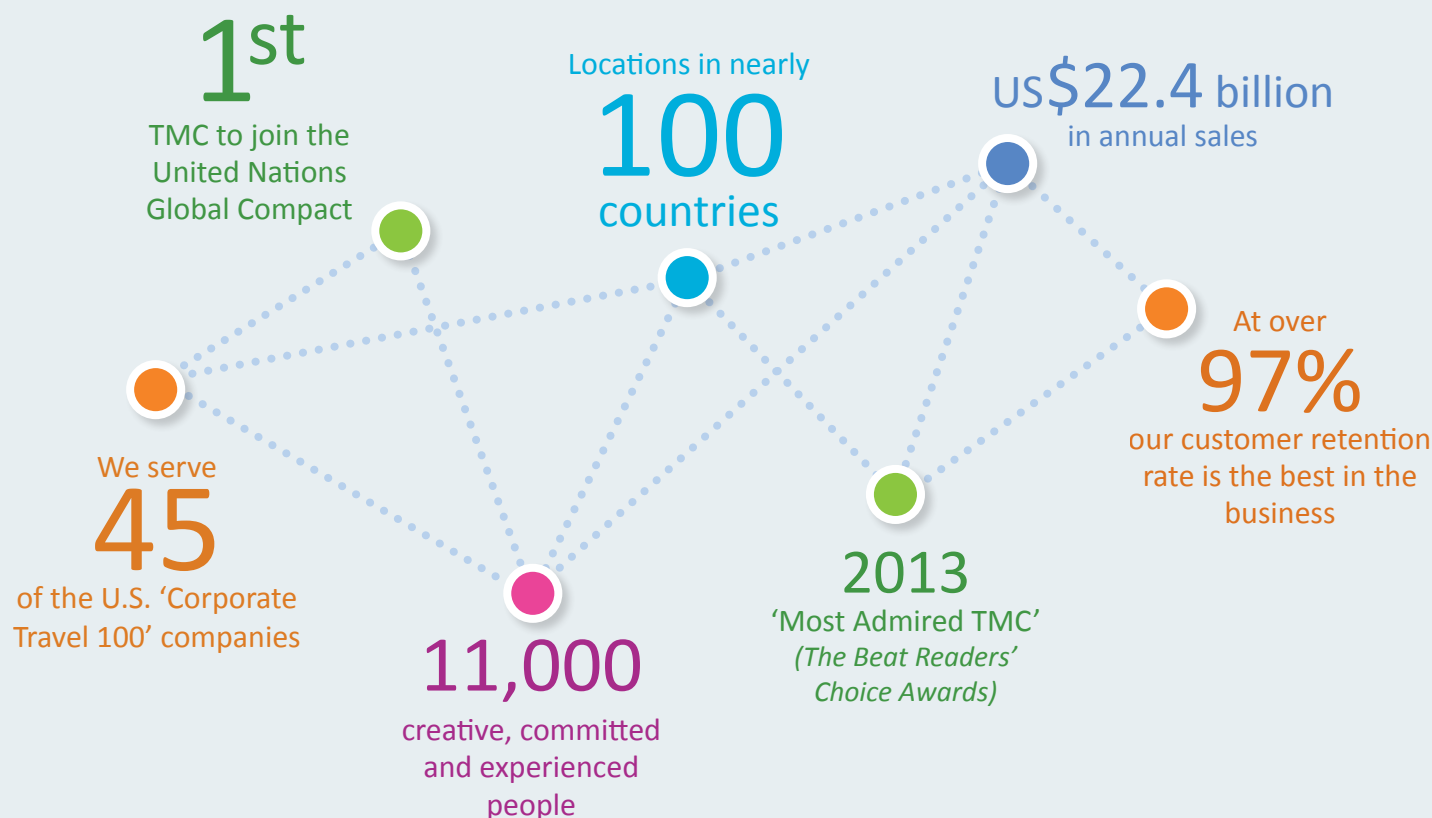 1st
TMC to join the
United Nations
Global Compact
Locations in nearly
100
countries
US$22.4 billion
in annual sales
At over
97%
our customer retention
rate is the best in the
business
We serve
45
of the U.S. ‘Corporate
Travel 100’ companies
11,000
creative, committed
and experienced
people
2013
‘Most Admired TMC’
(The Beat Readers’
Choice Awards)